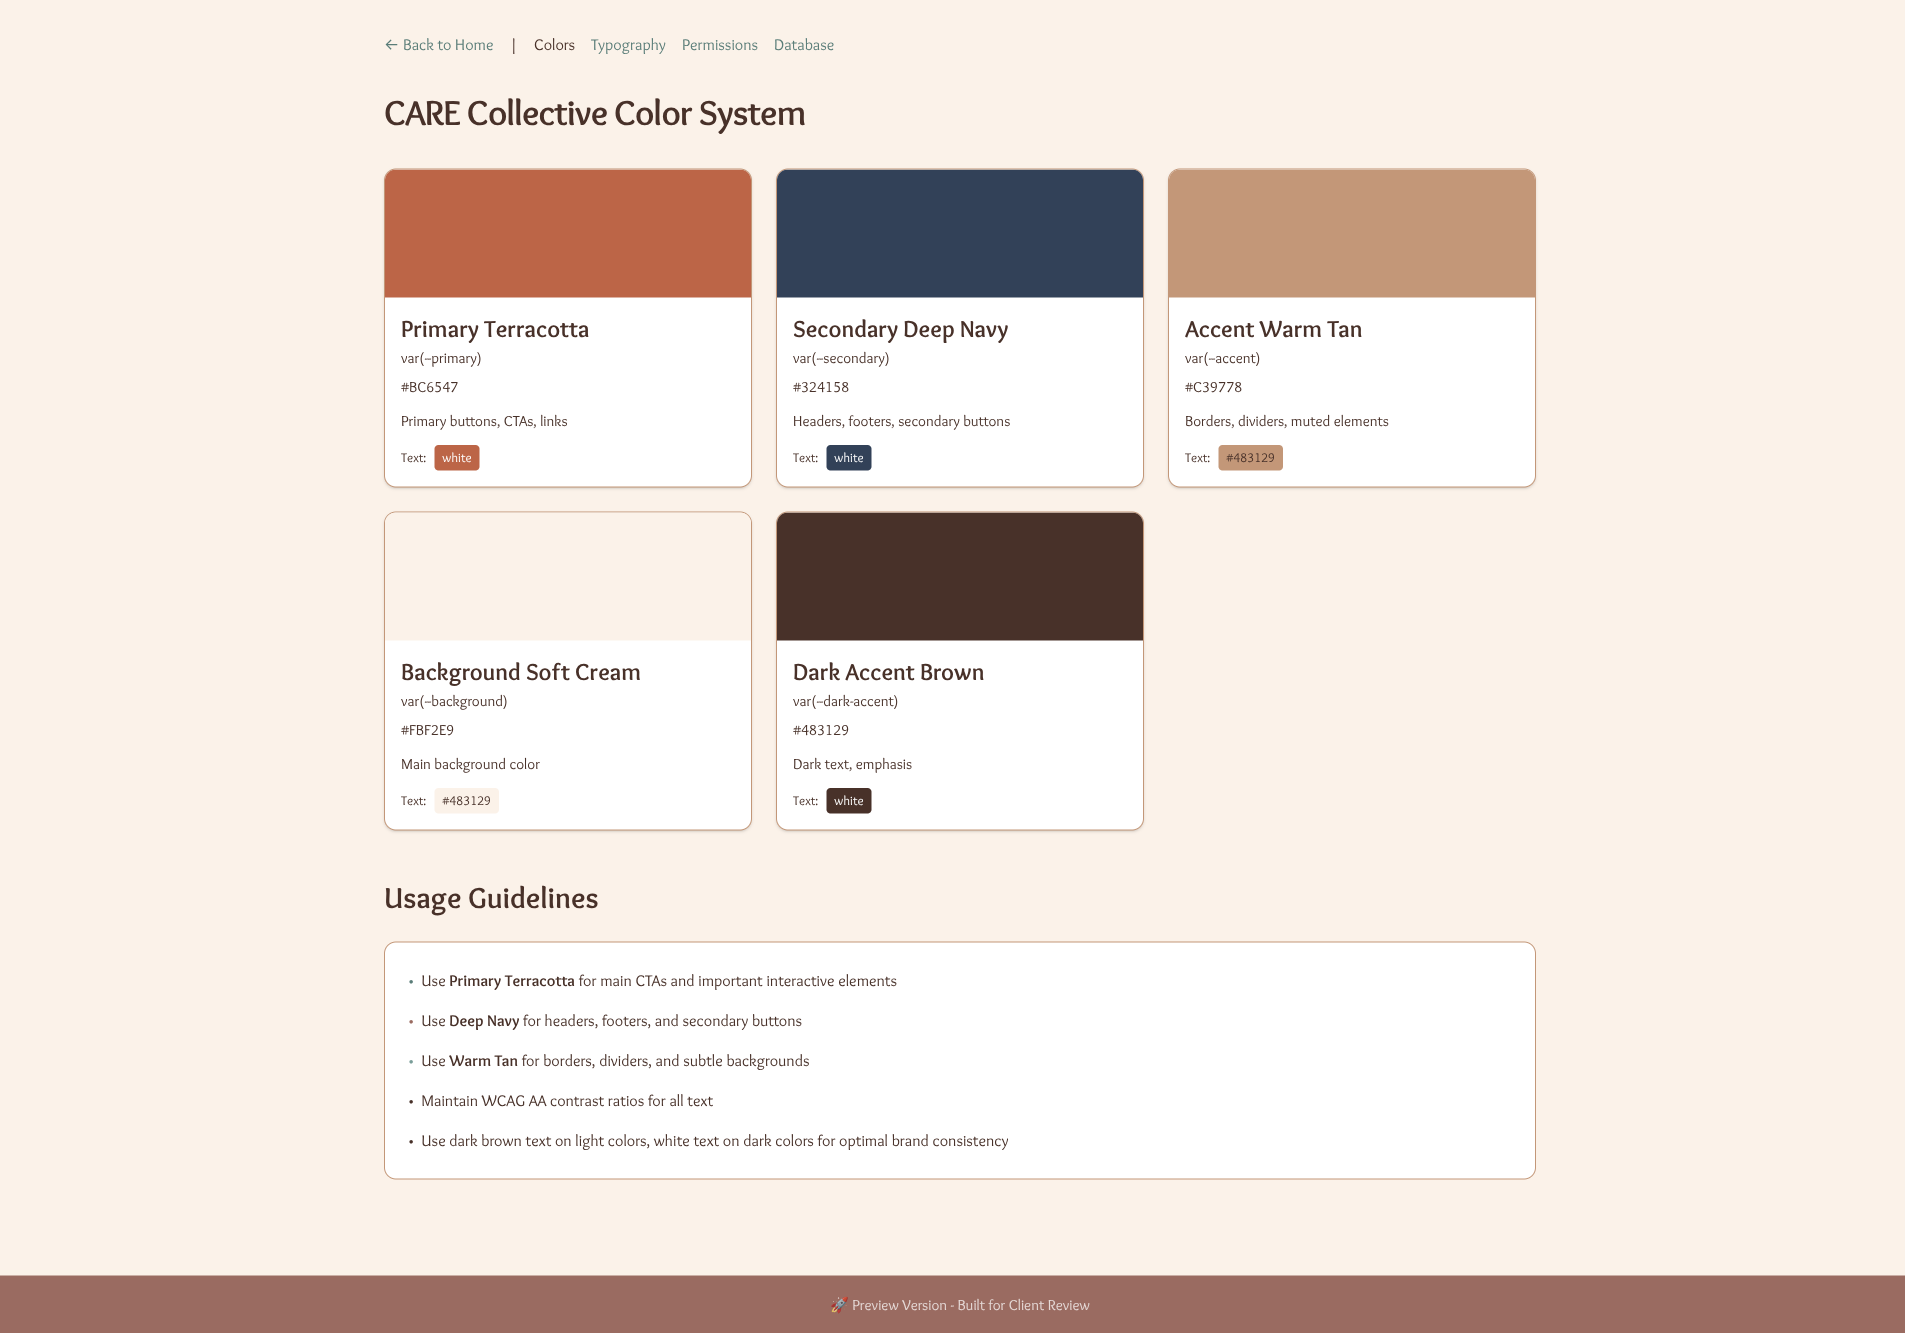 ← Back to Home | Colors Typography Permissions Database
CARE Collective Color System
Primary Terracotta
var(--primary)
#BC6547
Primary buttons, CTAs, links
Text: white
Secondary Deep Navy
var(--secondary)
#324158
Headers, footers, secondary buttons
Text: white
Accent Warm Tan
var(--accent)
#C39778
Borders, dividers, muted elements
Text: #483129
Background Soft Cream
var(--background)
#FBF2E9
Main background color
Text: #483129
Dark Accent Brown
var(--dark-accent)
#483129
Dark text, emphasis
Text: white
Usage Guidelines
• Use Primary Terracotta for main CTAs and important interactive elements
• Use Deep Navy for headers, footers, and secondary buttons
• Use Warm Tan for borders, dividers, and subtle backgrounds
• Maintain WCAG AA contrast ratios for all text
• Use dark brown text on light colors, white text on dark colors for optimal brand consistency
🚀 Preview Version - Built for Client Review